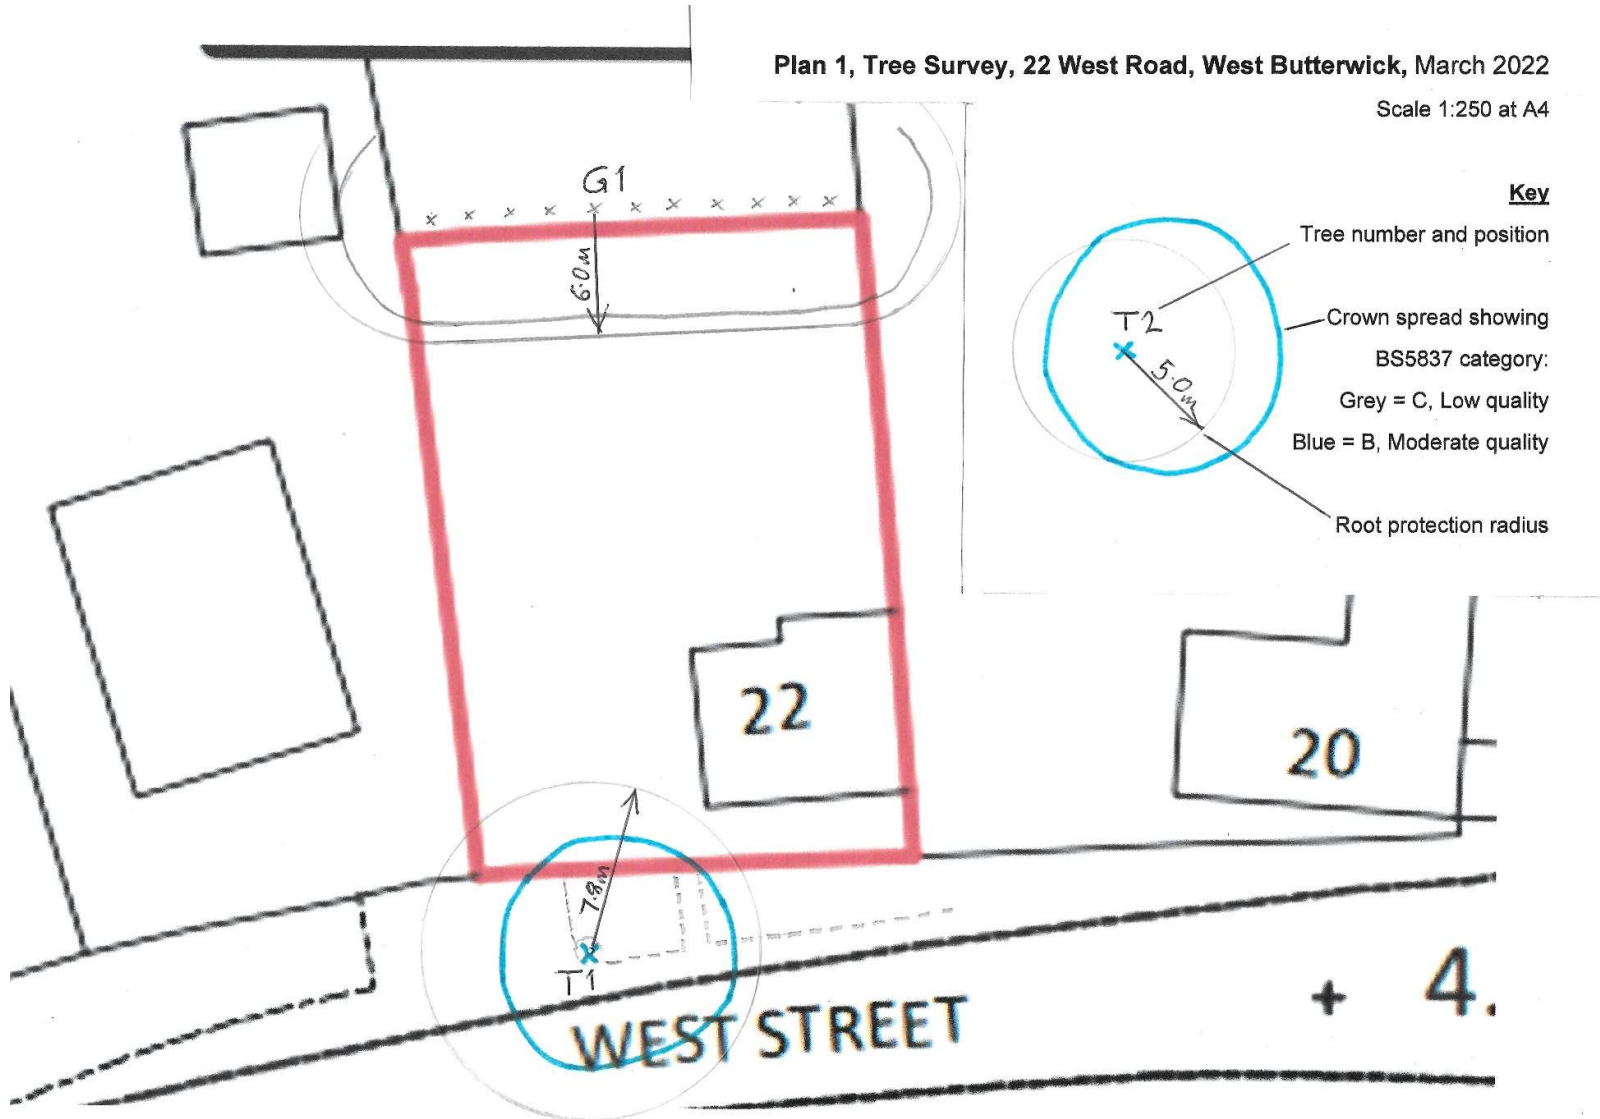 Plan 1, Tree Survey, 22 West Road, West Butterwick, March 2022
Scale 1:250 at A4
Key
Tree number and position
Crown spread showing
BS5837 category:
Grey = C, Low quality
Blue = B, Moderate quality
Root protection radius
T2
5.0m
G1
6.0m
22
20
7.8m
T1
WEST STREET
+ 4.